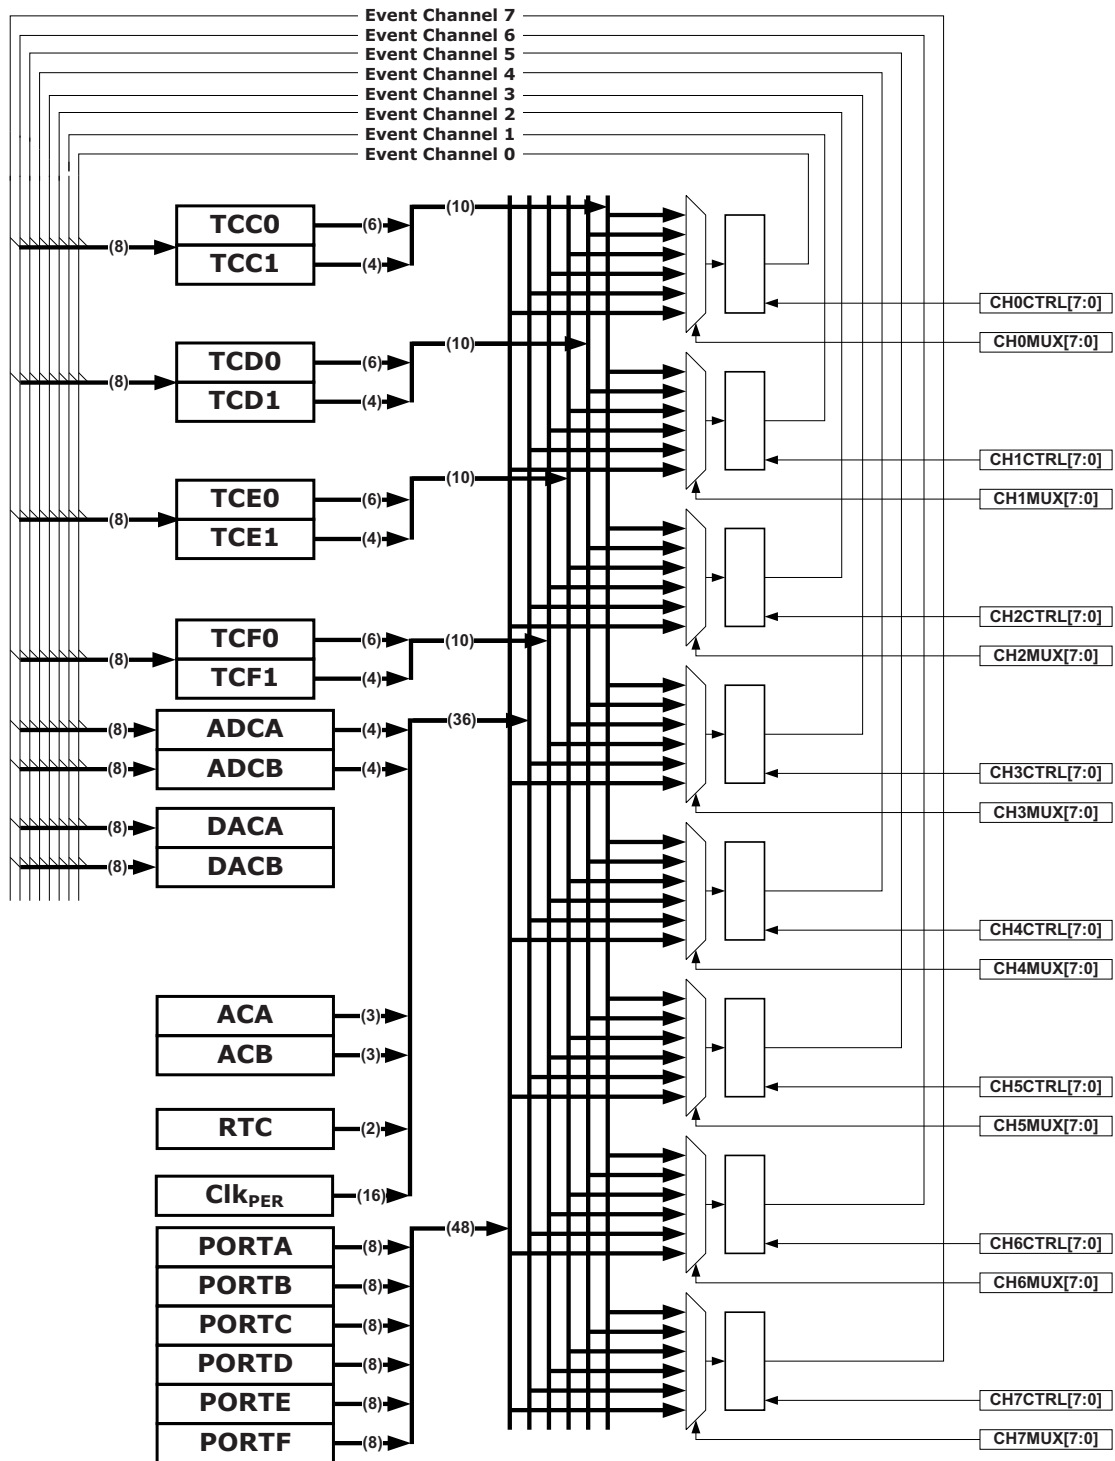 Event Channel 7
Event Channel 6
Event Channel 5
Event Channel 4
Event Channel 3
Event Channel 2
Event Channel 1
Event Channel 0
TCC0 (6) (10)
(8) TCC1 (4)
CH0CTRL[7:0]
CH0MUX[7:0]
TCD0 (6) (10)
(8) TCD1 (4)
CH1CTRL[7:0]
CH1MUX[7:0]
TCE0 (6) (10)
(8) TCE1 (4)
CH2CTRL[7:0]
CH2MUX[7:0]
TCF0 (6) (10)
(8) TCF1 (4)
(8) ADCA (4) (36)
(8) ADCB (4)
CH3CTRL[7:0]
CH3MUX[7:0]
(8) DACA
(8) DACB
CH4CTRL[7:0]
CH4MUX[7:0]
ACA (3)
ACB (3)
CH5CTRL[7:0]
CH5MUX[7:0]
RTC (2)
ClkPER (16)
(48)
PORTA (8)
CH6CTRL[7:0]
PORTB (8)
CH6MUX[7:0]
PORTC (8)
PORTD (8)
PORTE (8)
CH7CTRL[7:0]
PORTF (8)
CH7MUX[7:0]